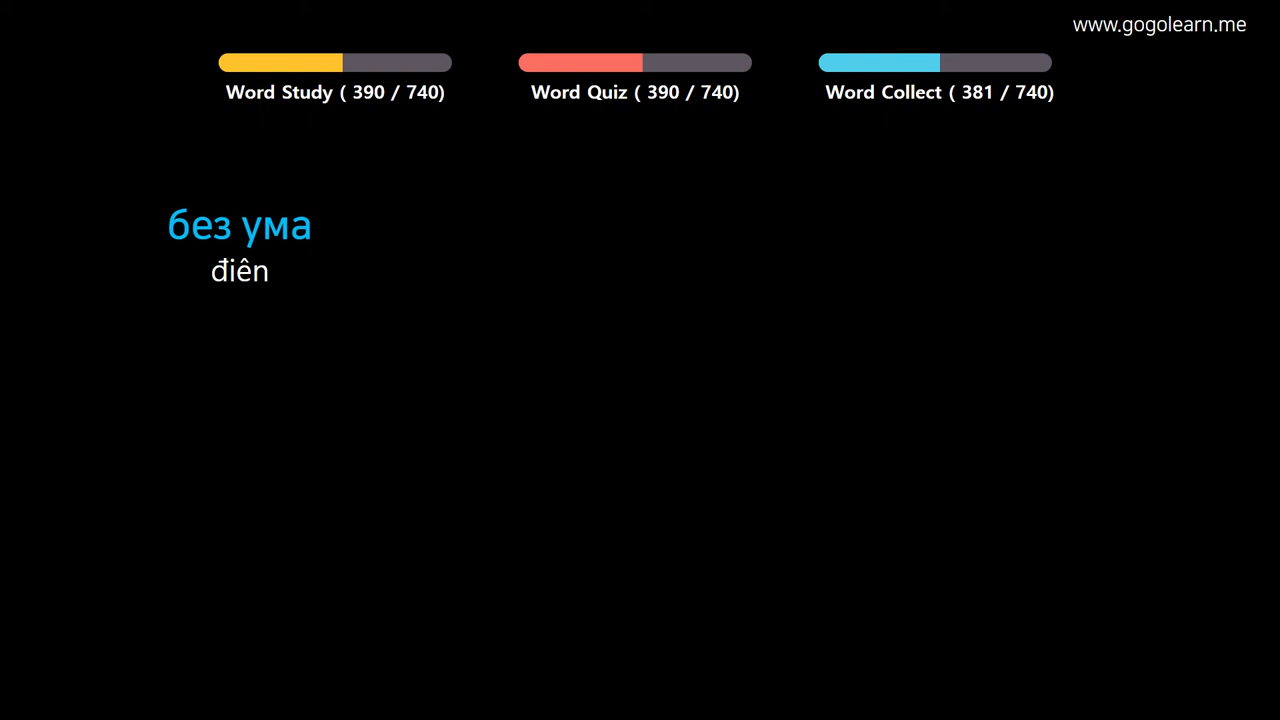 www.gogolearn.me
Word Study ( 390 / 740)
Word Quiz ( 390 / 740)
Word Collect ( 381 / 740)
без ума
điên